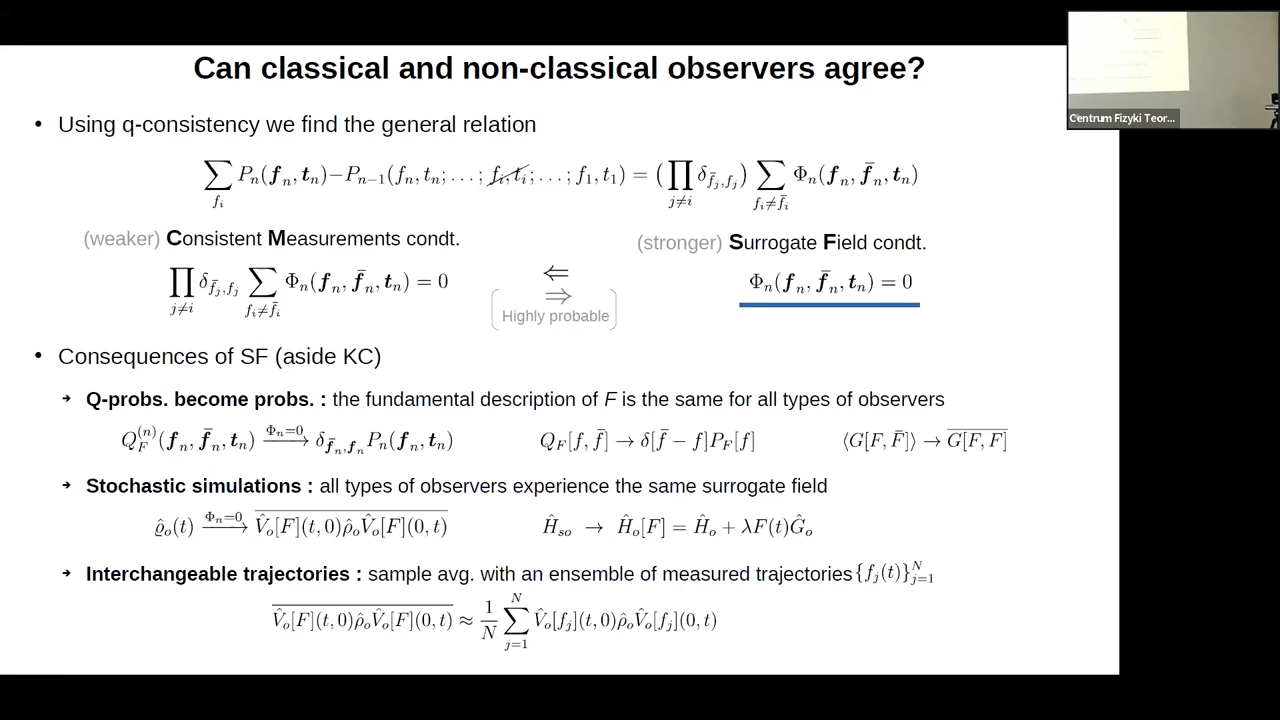 Can classical and non-classical observers agree?
Centrum Fizyki Teor...
• Using q-consistency we find the general relation
∑_{f_i} P_n(𝒇_n, 𝒕_n) − P_{n−1}(f_n, t_n; . . . ; f̶_i̶,̶ ̶t̶_i̶; . . . ; f_1, t_1) = (∏_{j≠i} δ_{f̄_j,f_j}) ∑_{f_i≠f̄_i} Φ_n(𝒇_n, 𝒇̄_n, 𝒕_n)
(weaker) Consistent Measurements condt.
(stronger) Surrogate Field condt.
∏_{j≠i} δ_{f̄_j,f_j} ∑_{f_i≠f̄_i} Φ_n(𝒇_n, 𝒇̄_n, 𝒕_n) = 0
⇐
⇒
Highly probable
Φ_n(𝒇_n, 𝒇̄_n, 𝒕_n) = 0
• Consequences of SF (aside KC)
➔ Q-probs. become probs. : the fundamental description of F is the same for all types of observers
Q_F^{(n)}(𝒇_n, 𝒇̄_n, 𝒕_n) —Φ_n=0→ δ_{𝒇̄_n,𝒇_n} P_n(𝒇_n, 𝒕_n)   Q_F[f, f̄] → δ[f̄ − f]P_F[f]   ⟨G[F, F̄]⟩ → \overline{G[F, F]}
➔ Stochastic simulations : all types of observers experience the same surrogate field
ϱ̂_o(t) —Φ_n=0→ \overline{V̂_o[F](t, 0)ρ̂_oV̂_o[F](0, t)}   Ĥ_{so} → Ĥ_o[F] = Ĥ_o + λF(t)Ĝ_o
➔ Interchangeable trajectories : sample avg. with an ensemble of measured trajectories {f_j(t)}_{j=1}^N
\overline{V̂_o[F](t, 0)ρ̂_oV̂_o[F](0, t)} ≈ 1/N ∑_{j=1}^N V̂_o[f_j](t, 0)ρ̂_oV̂_o[f_j](0, t)